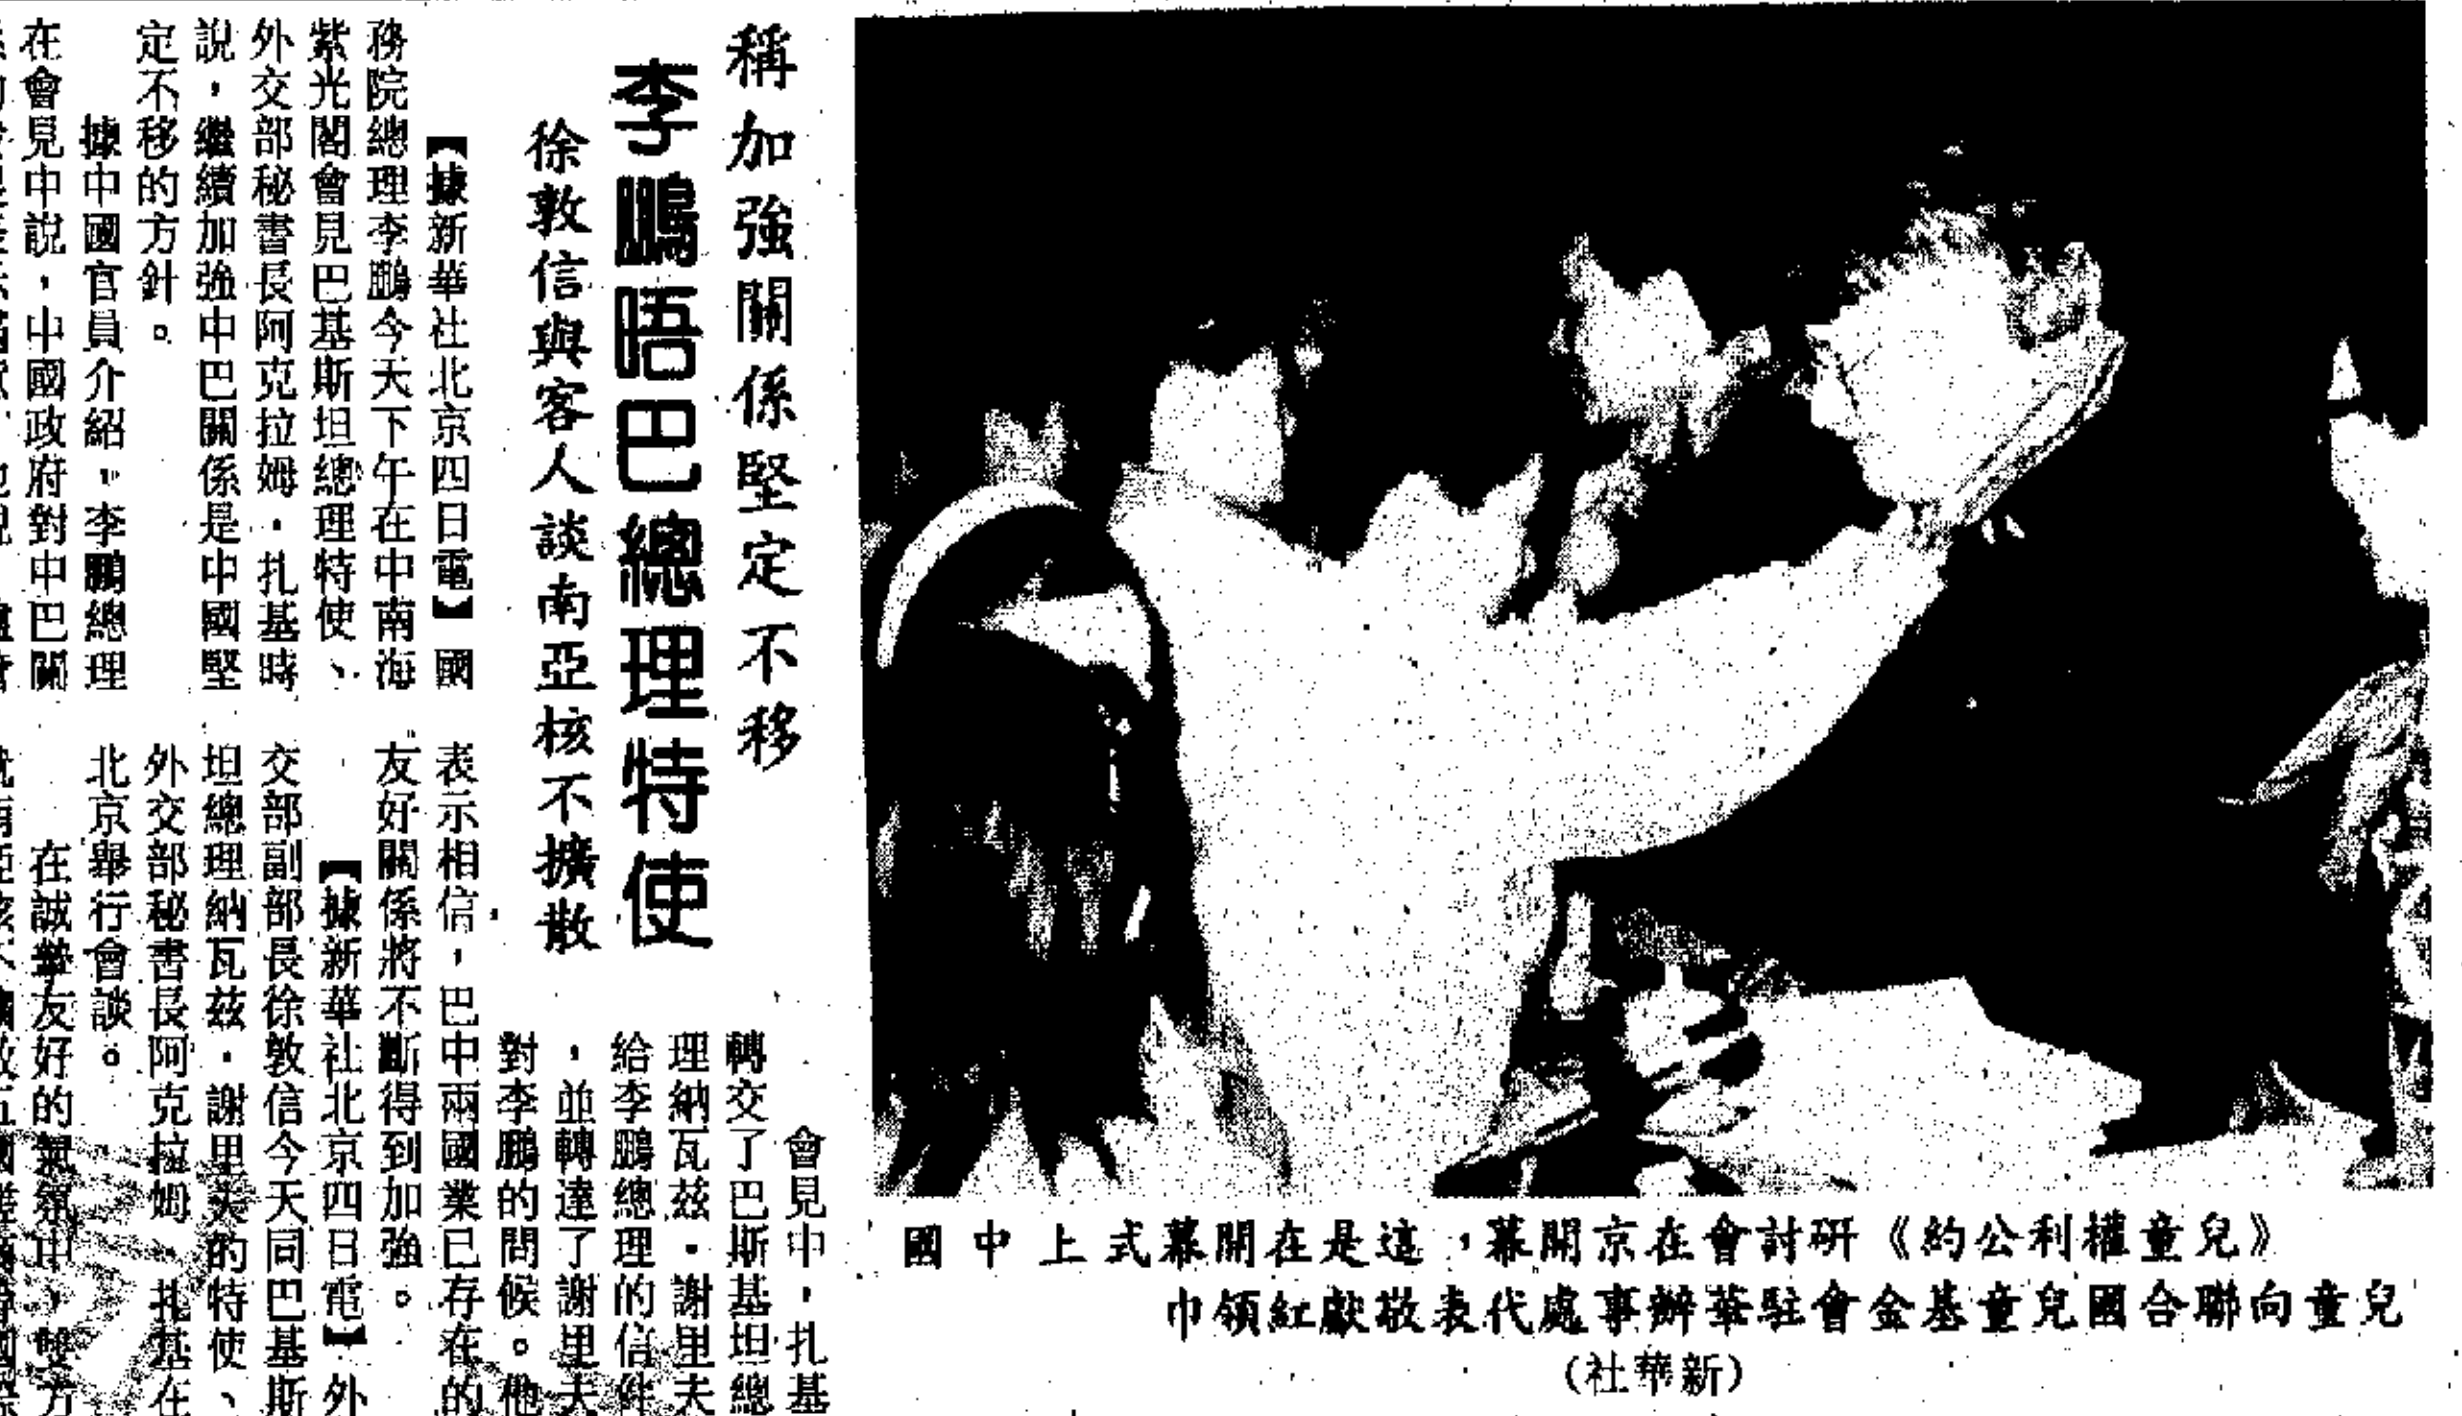 稱加強關係堅定不移
李鵬晤巴總理特使
徐敦信與客人談南亞核不擴散
【據新華社北京四日電】國
務院總理李鵬今天下午在中南海
紫光閣會見巴基斯坦總理特使、
外交部秘書長阿克拉姆·扎基時
說，繼續加強中巴關係是中國堅
定不移的方針。
據中國官員介紹，李鵬總理
在會見中說，中國政府對中巴關
會見中，扎基
轉交了巴斯基坦總
理納瓦茲·謝里夫
給李鵬總理的信件
，並轉達了謝里夫
對李鵬的問候。他
表示相信，巴中兩國業已存在的
友好關係將不斷得到加強。
【據新華社北京四日電】外
交部副部長徐敦信今天同巴基斯
坦總理納瓦茲·謝里夫的特使、
外交部秘書長阿克拉姆·扎基在
北京舉行會談。
在誠摯友好的氣氛中，雙方
國中上式幕開在是這，幕開京在會討研《約公利權童兒》
巾領紅獻敬表代處事辦華駐會金基童兒國合聯向童兒
（社華新）